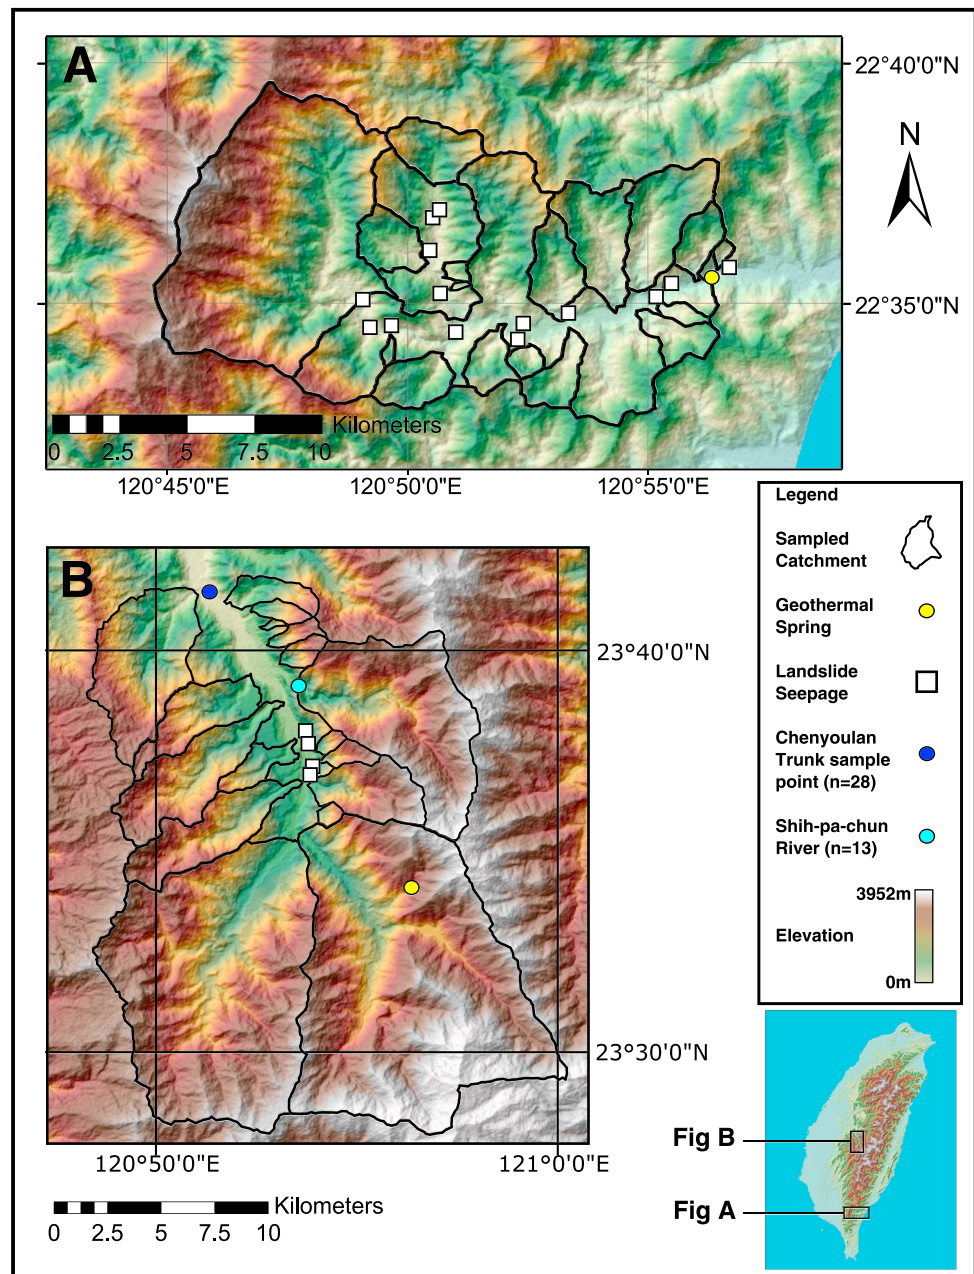 A
22°40'0"N
N
22°35'0"N
Kilometers
0 2.5 5 7.5 10
120°45'0"E 120°50'0"E 120°55'0"E
B
23°40'0"N
23°30'0"N
120°50'0"E 121°0'0"E
Kilometers
0 2.5 5 7.5 10
Legend
Sampled
Catchment
Geothermal
Spring
Landslide
Seepage
Chenyoulan
Trunk sample
point (n=28)
Shih-pa-chun
River (n=13)
3952m
Elevation
0m
Fig B
Fig A